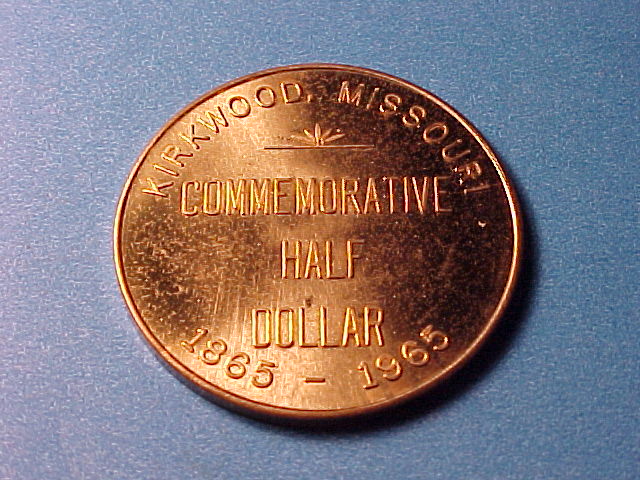 KIRKWOOD, MISSOURI
COMMEMORATIVE
HALF
DOLLAR
1865 - 1965